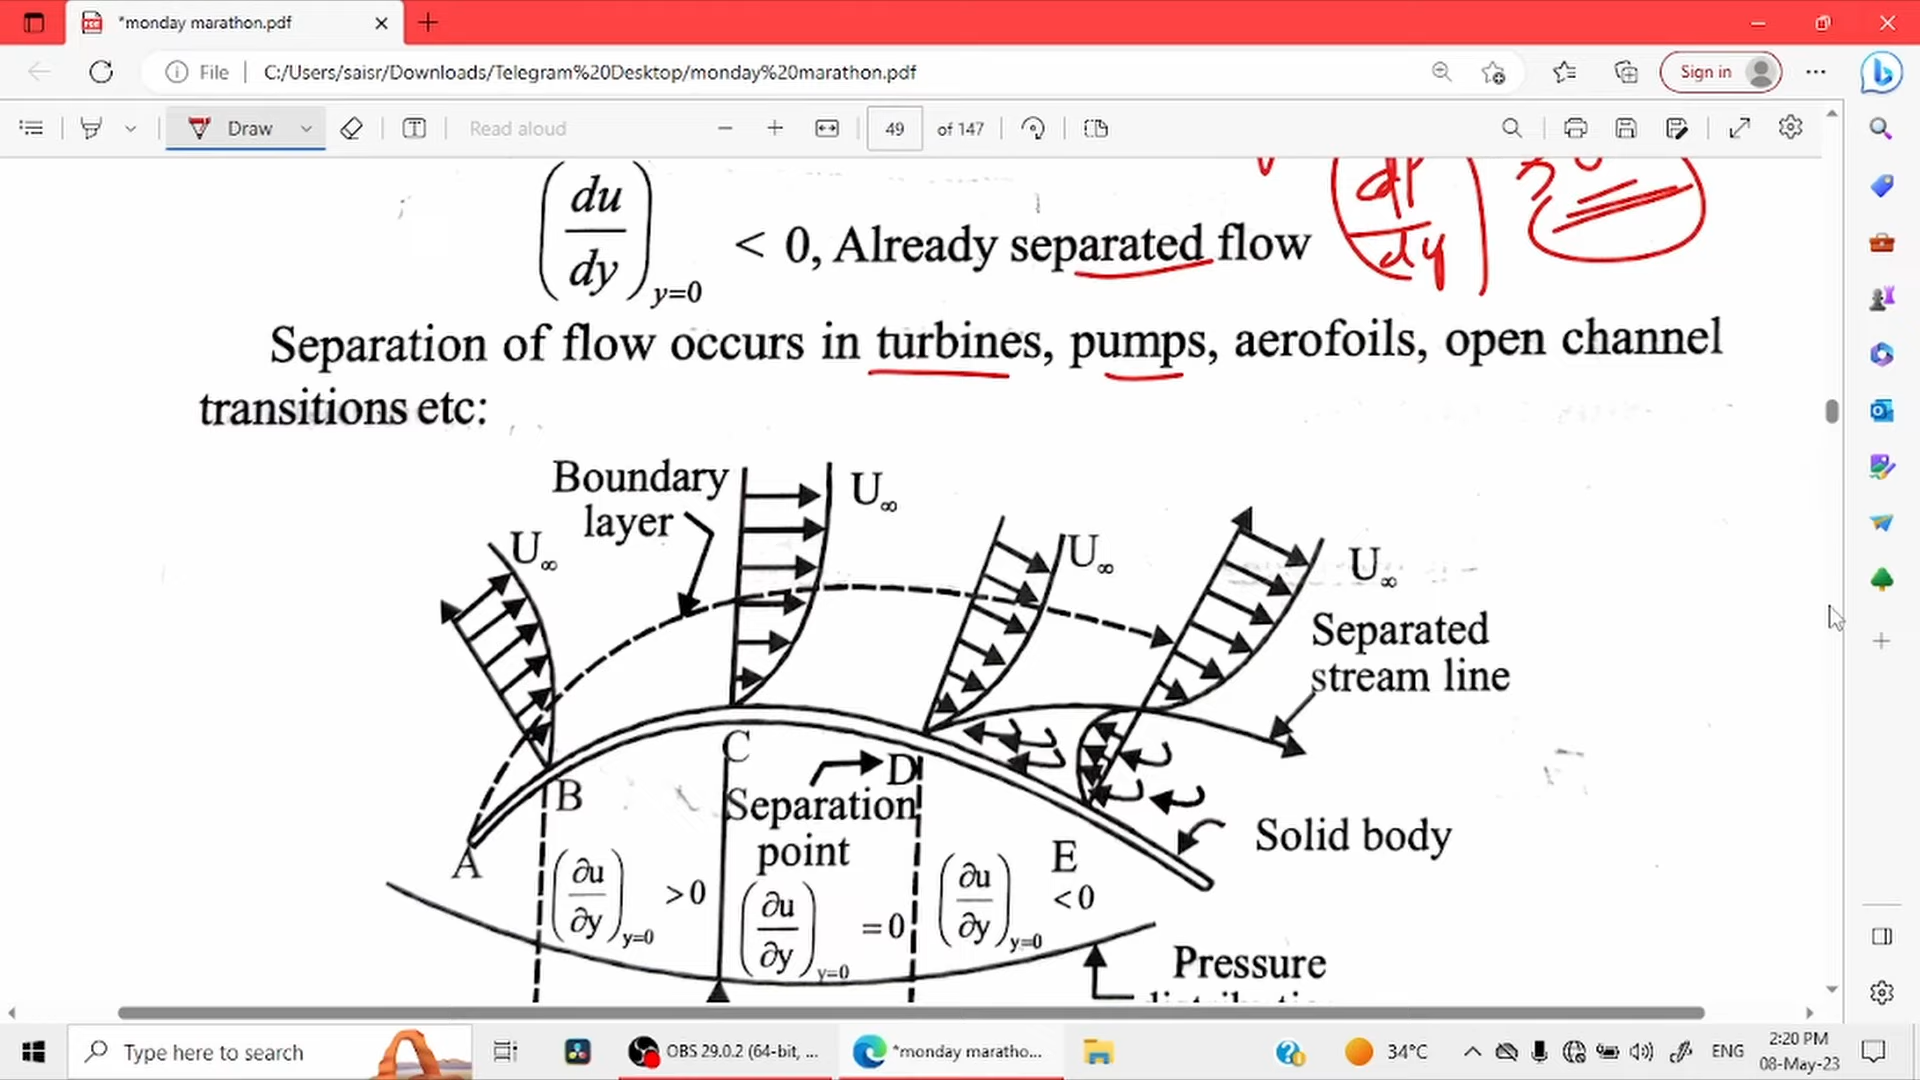 *monday marathon.pdf
File
C:/Users/saisr/Downloads/Telegram%20Desktop/monday%20marathon.pdf
Sign in
Draw
Read aloud
49 of 147
(du/dy)y=0 < 0, Already separated flow
dy
Separation of flow occurs in turbines, pumps, aerofoils, open channel
transitions etc:
Boundary
layer
U∞
U∞
U∞
U∞
Separated
stream line
A
B
C
D
E
Separation
point
Solid body
(∂u/∂y)y=0 >0
(∂u/∂y)y=0 =0
(∂u/∂y)y=0 <0
Pressure
Type here to search
OBS 29.0.2 (64-bit, ...
*monday maratho...
34°C
ENG
2:20 PM
08-May-23